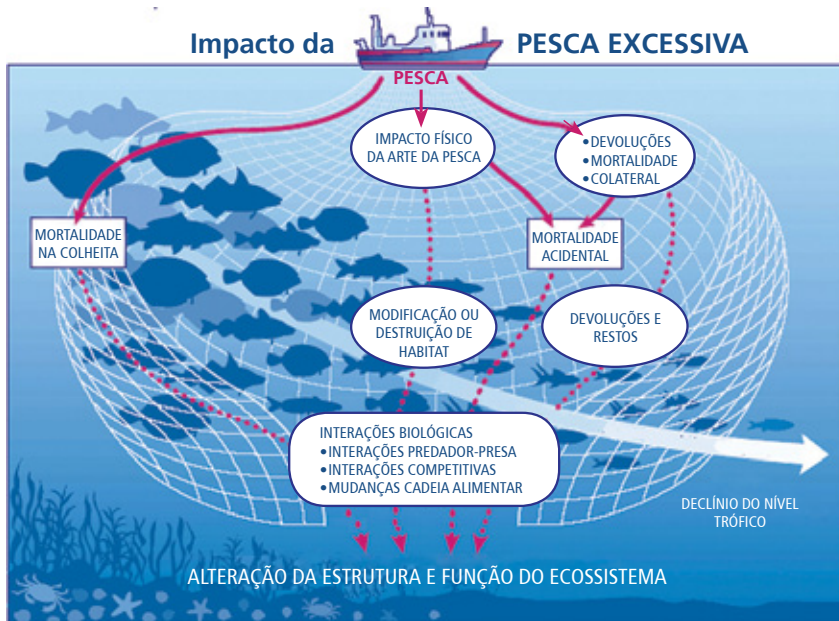 Impacto da PESCA EXCESSIVA
PESCA
IMPACTO FÍSICO
DA ARTE DA PESCA
•DEVOLUÇÕES
•MORTALIDADE
•COLATERAL
MORTALIDADE
NA COLHEITA
MORTALIDADE
ACIDENTAL
MODIFICAÇÃO OU
DESTRUIÇÃO DE
HABITAT
DEVOLUÇÕES E
RESTOS
INTERAÇÕES BIOLÓGICAS
•INTERAÇÕES PREDADOR-PRESA
•INTERAÇÕES COMPETITIVAS
•MUDANÇAS CADEIA ALIMENTAR
DECLÍNIO DO NÍVEL
TRÓFICO
ALTERAÇÃO DA ESTRUTURA E FUNÇÃO DO ECOSSISTEMA